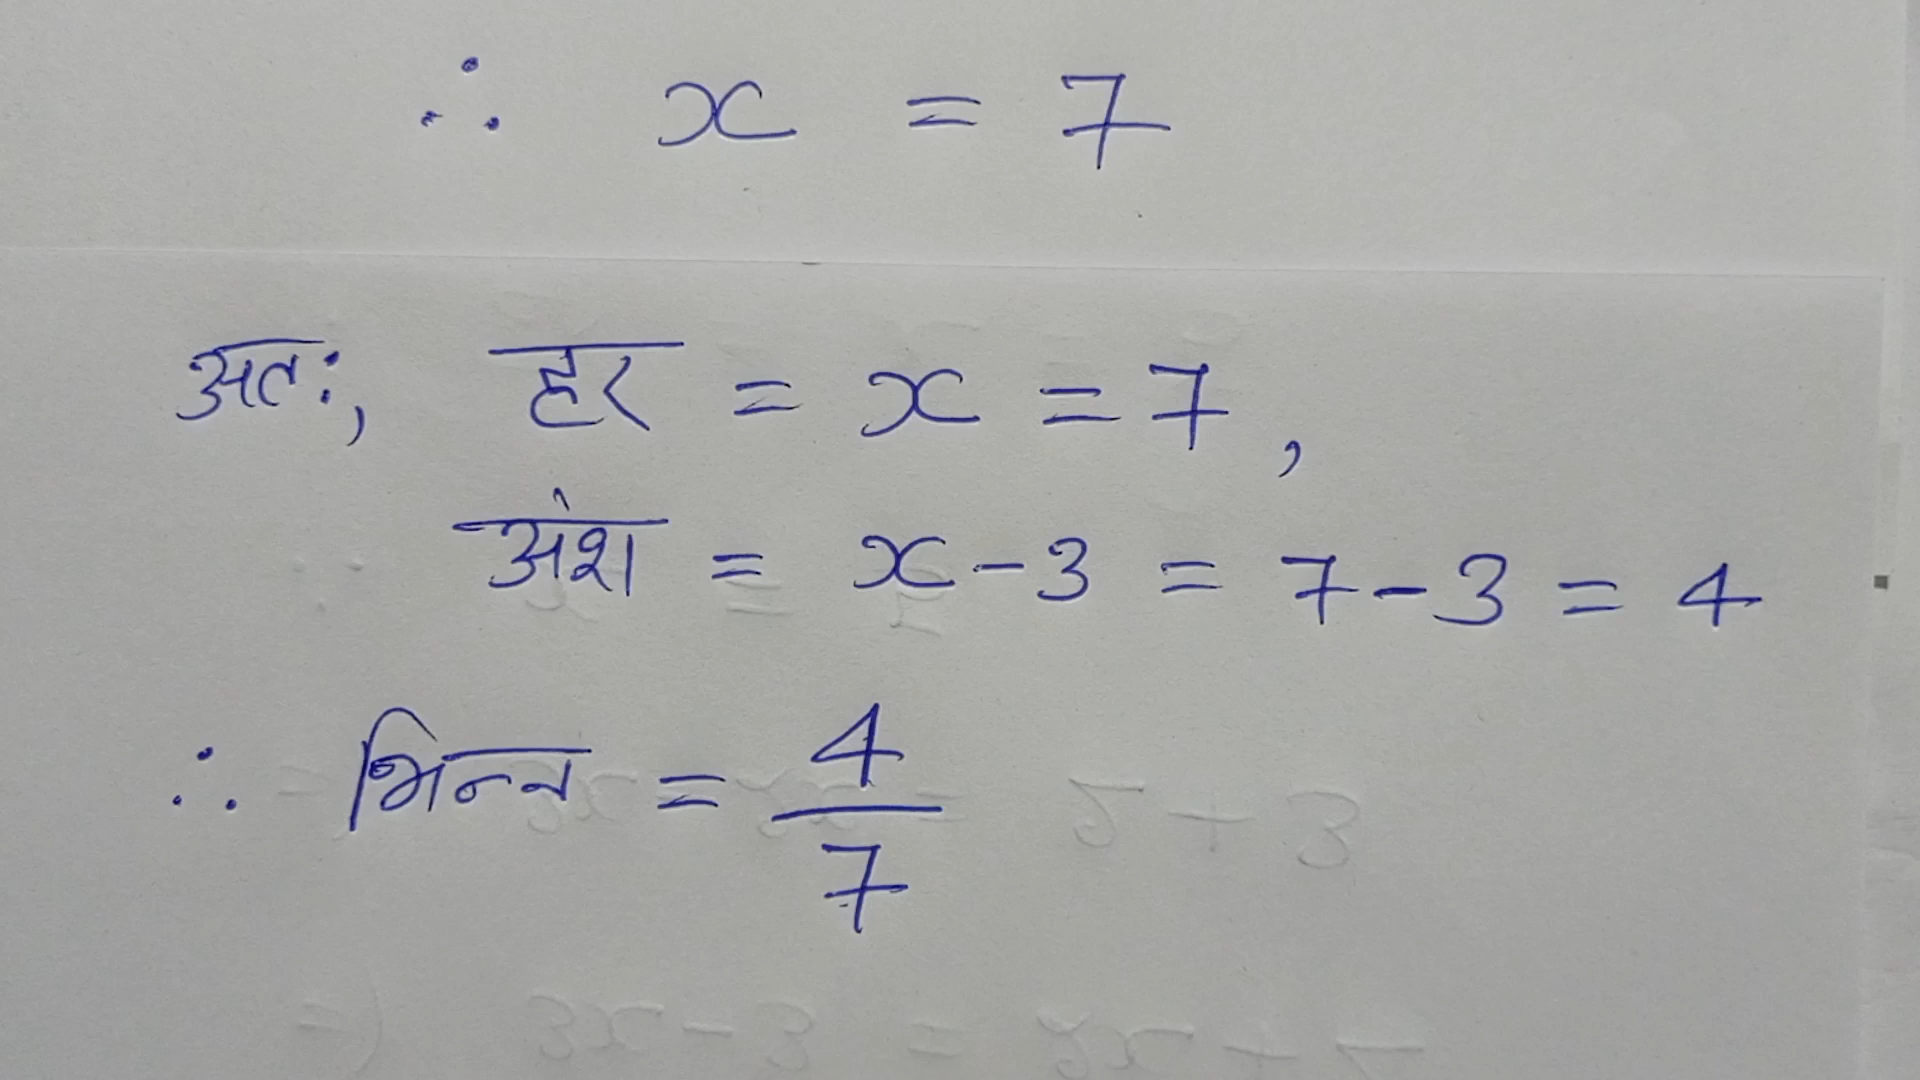 ∴ x = 7
अतः, हर = x = 7,
अंश = x - 3 = 7 - 3 = 4
∴ भिन्न = 4/7